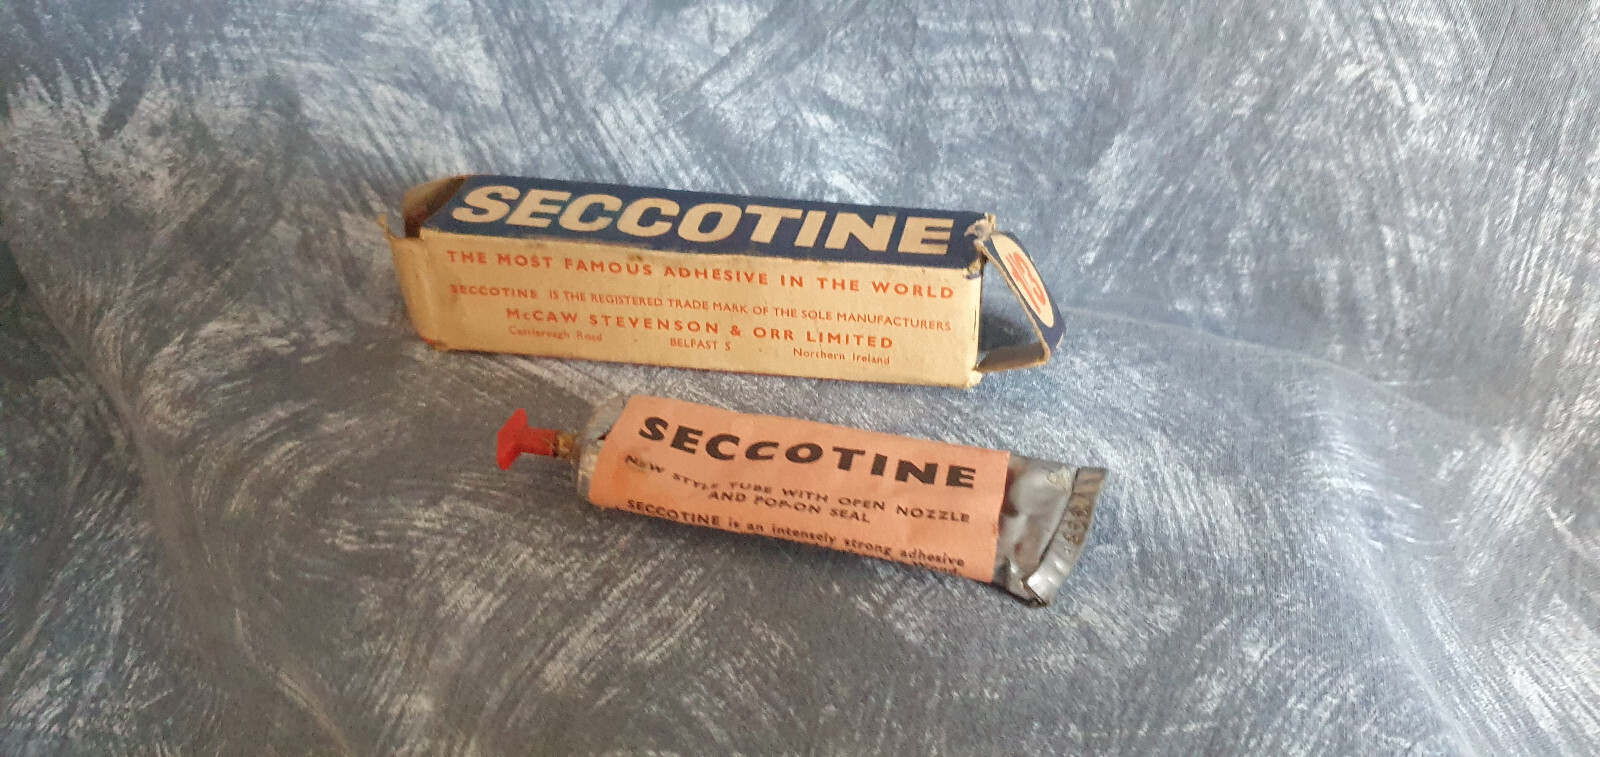 SECCOTINE
THE MOST FAMOUS ADHESIVE IN THE WORLD
SECCOTINE IS THE REGISTERED TRADE MARK OF THE SOLE MANUFACTURERS
McCAW STEVENSON & ORR LIMITED
Castlereagh Road BELFAST 5 Northern Ireland
SECCOTINE
NEW STYLE TUBE WITH OPEN NOZZLE
AND POP-ON SEAL
SECCOTINE is an intensely strong adhesive
Wood.